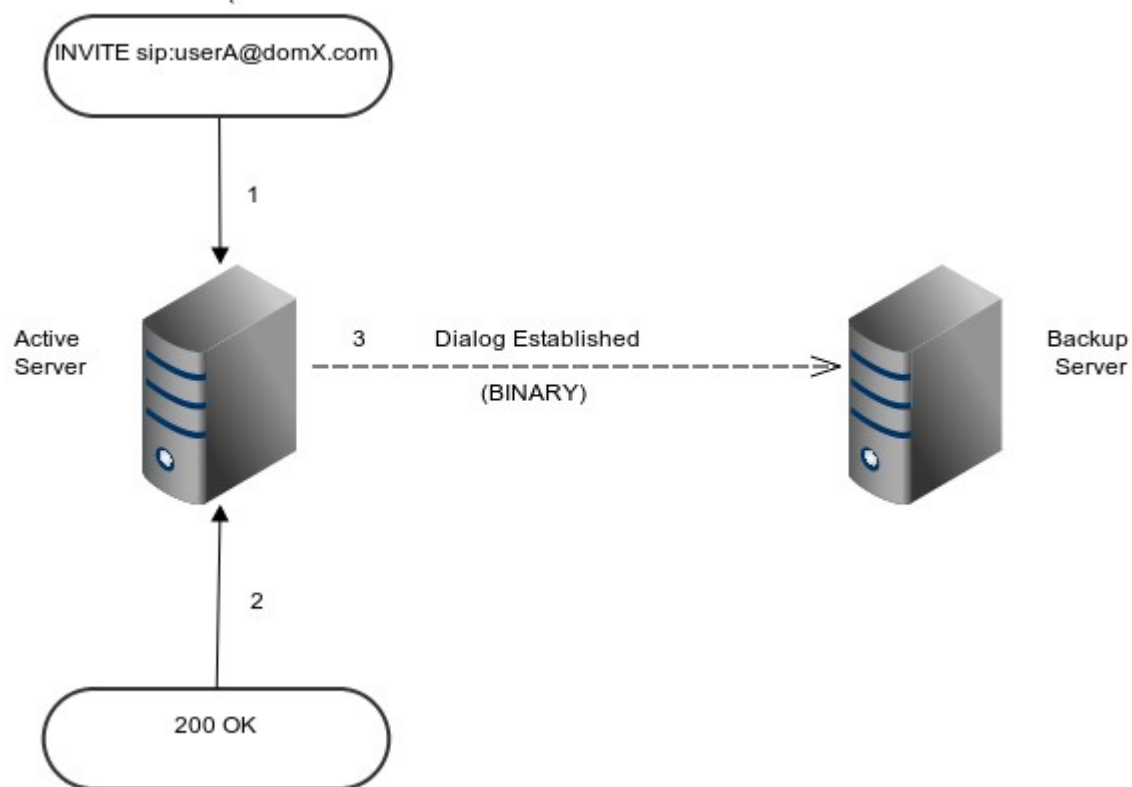 INVITE sip:userA@domX.com
1
Active
Server
3 Dialog Established
(BINARY)
Backup
Server
2
200 OK